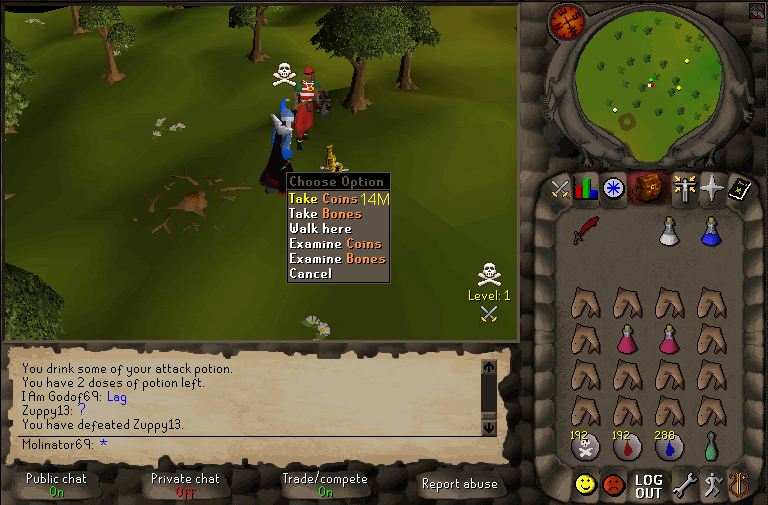 Choose Option
Take Coins 14M
Take Bones
Walk here
Examine Coins
Examine Bones
Cancel
Level: 1
You drink some of your attack potion.
You have 2 doses of potion left.
I Am Godof69: Lag
Zuppy13: ?
You have defeated Zuppy13.
Molinator69: *
192
192
288
Public chat
On
Private chat
Off
Trade/compete
On
Report abuse
LOG
OUT